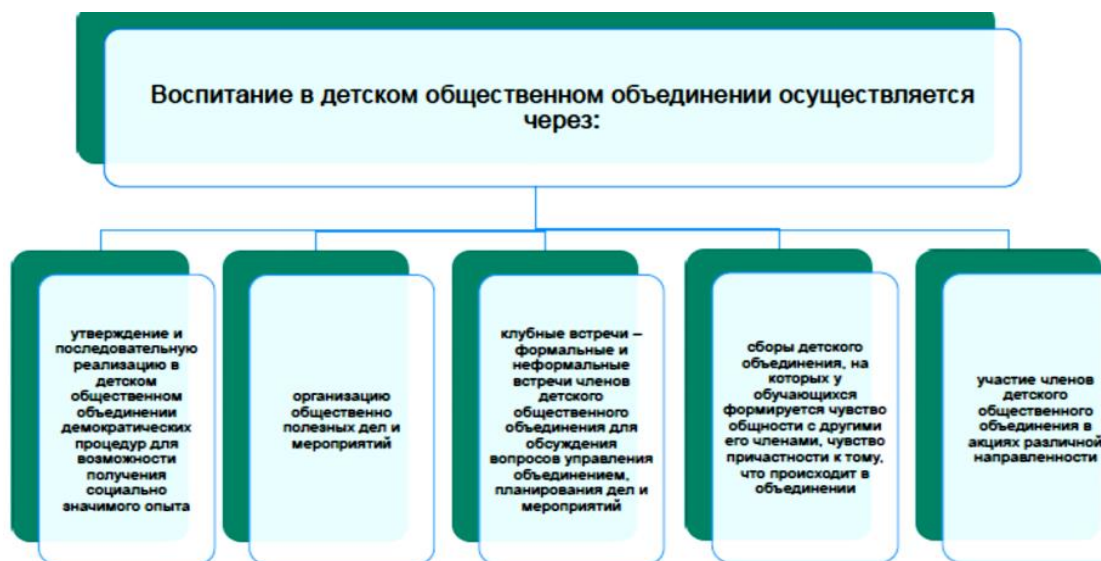 Воспитание в детском общественном объединении осуществляется
через:
утверждение и
последовательную
реализацию в
детском
общественном
объединении
демократических
процедур для
возможности
получения
социально
значимого опыта
организацию
общественно
полезных дел и
мероприятий
клубные встречи –
формальные и
неформальные
встречи членов
детского
общественного
объединения для
обсуждения
вопросов управления
объединением,
планирования дел и
мероприятий
сборы детского
объединения, на
которых у
обучающихся
формируется чувство
общности с другими
его членами, чувство
причастности к тому,
что происходит в
объединении
участие членов
детского
общественного
объединения в
акциях различной
направленности